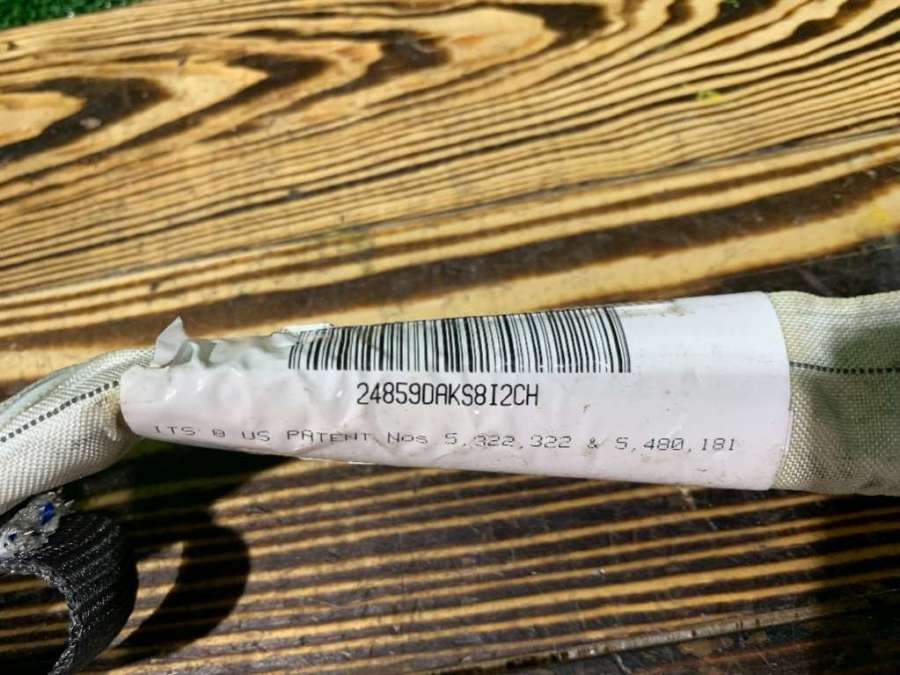 24859DAKS8I2CH
ITS @ US PATENT Nos 5,322,322 & 5,480,181